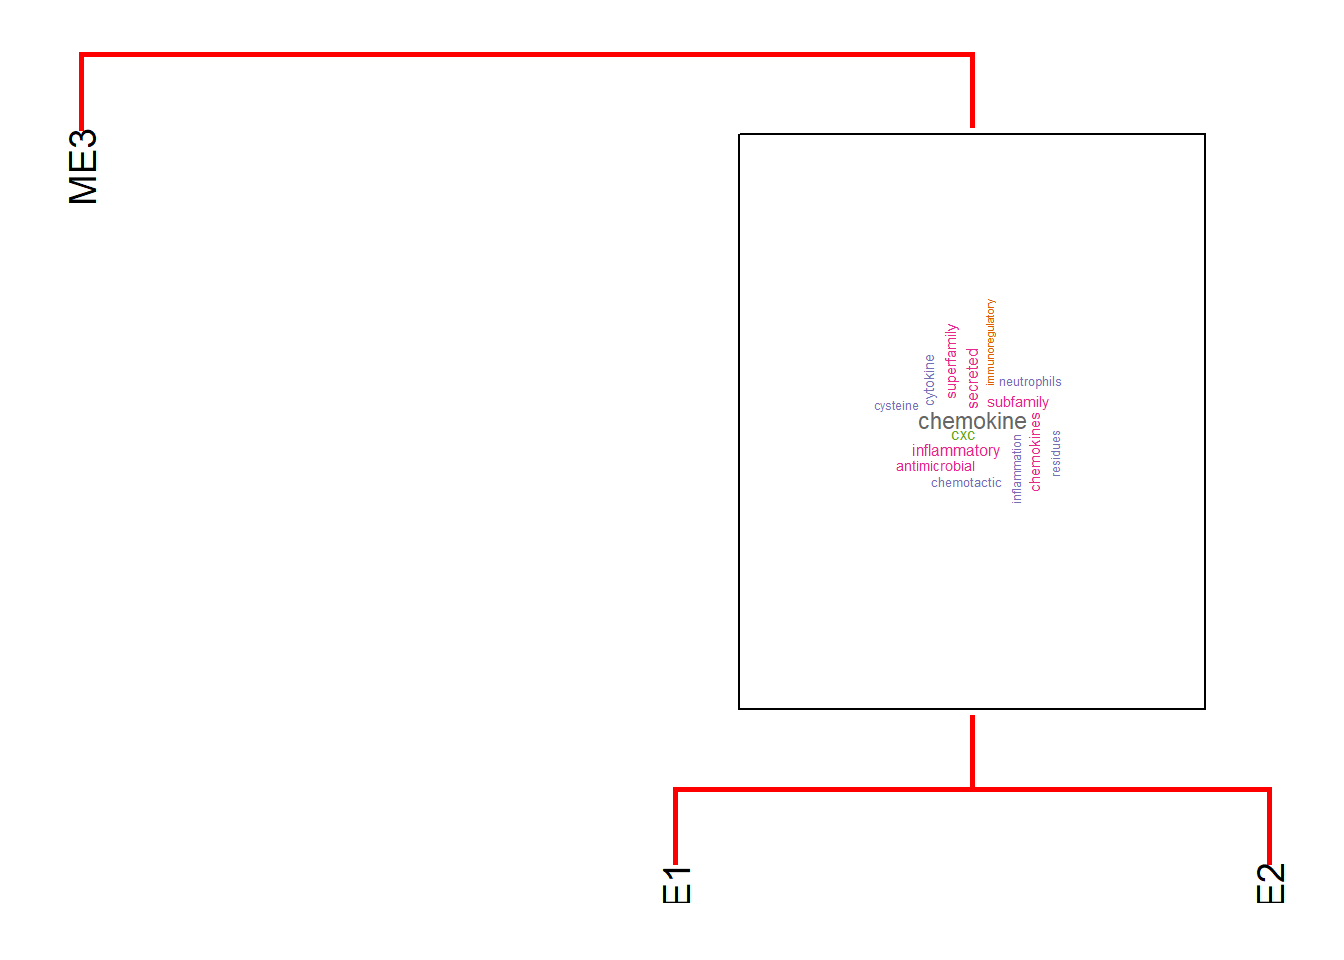 ME3
immunoregulatory
superfamily
secreted
cytokine
neutrophils
cysteine
subfamily
chemokine
cxc
chemokines
inflammatory
inflammation
residues
antimicrobial
chemotactic
E1
E2